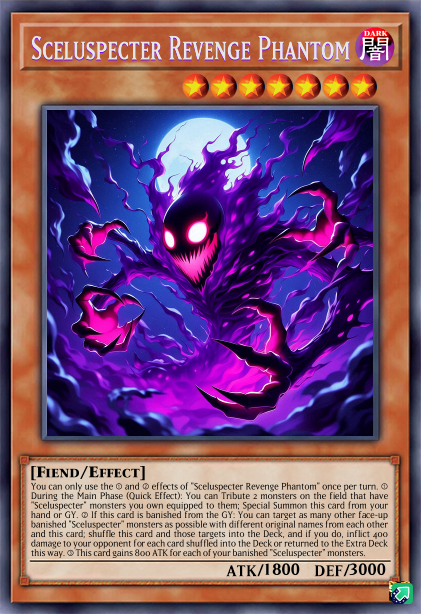 SCELUSPECTER REVENGE PHANTOM
DARK
闇
[FIEND/EFFECT]
You can only use the ① and ② effects of "Sceluspecter Revenge Phantom" once per turn. ①
During the Main Phase (Quick Effect): You can Tribute 2 monsters on the field that have
"Sceluspecter" monsters you own equipped to them; Special Summon this card from your
hand or GY. ② If this card is banished from the GY: You can target as many other face-up
banished "Sceluspecter" monsters as possible with different original names from each other
and this card; shuffle this card and those targets into the Deck, and if you do, inflict 400
damage to your opponent for each card shuffled into the Deck or returned to the Extra Deck
this way. ③ This card gains 800 ATK for each of your banished "Sceluspecter" monsters.
ATK/1800 DEF/3000